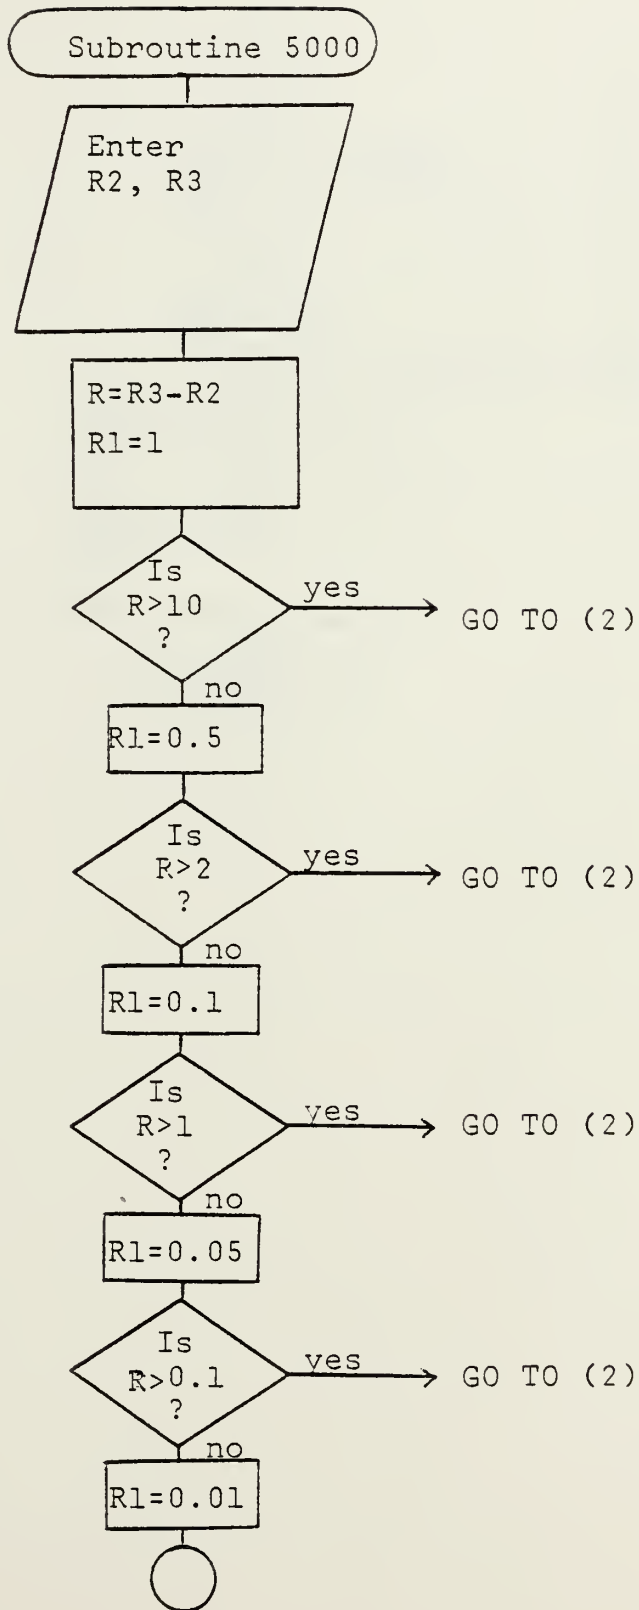 Subroutine 5000
Enter
R2, R3
R=R3-R2
R1=1
Is
R>10
?
yes
GO TO (2)
no
R1=0.5
Is
R>2
?
yes
GO TO (2)
no
R1=0.1
Is
R>1
?
yes
GO TO (2)
no
R1=0.05
Is
R>0.1
?
yes
GO TO (2)
no
R1=0.01